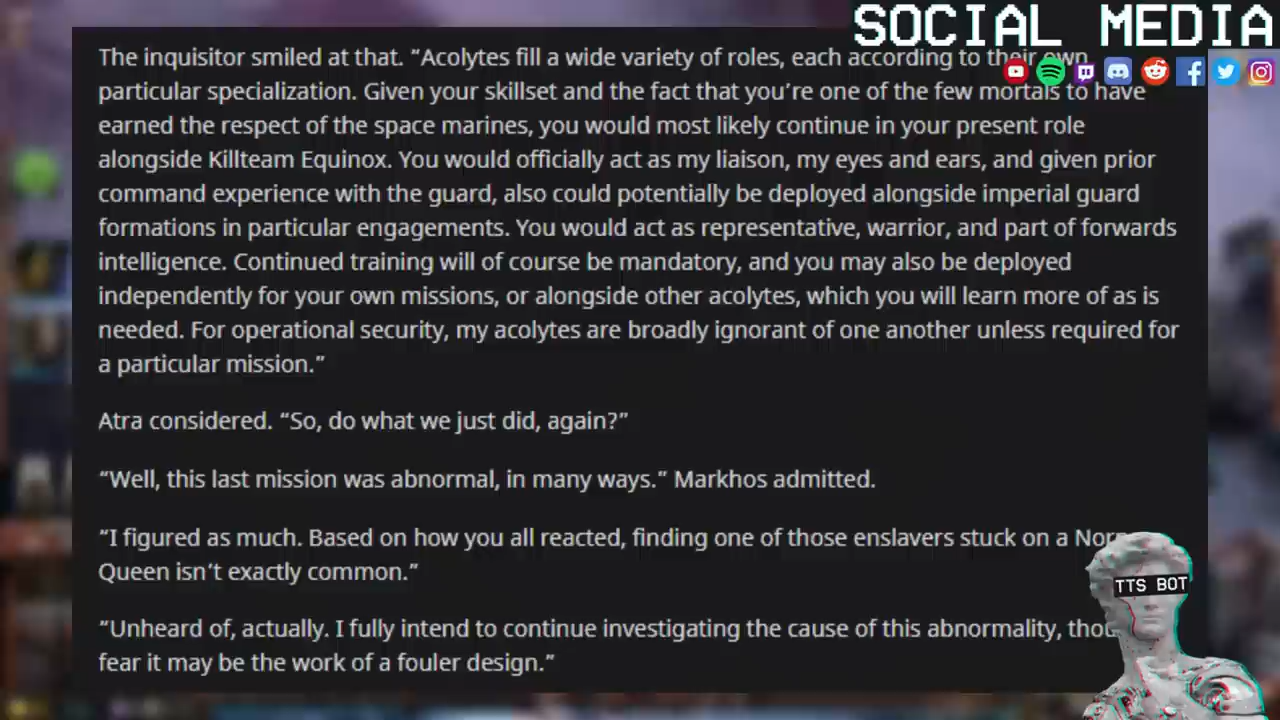 SOCIAL MEDIA
The inquisitor smiled at that. “Acolytes fill a wide variety of roles, each according to their own
particular specialization. Given your skillset and the fact that you’re one of the few mortals to have
earned the respect of the space marines, you would most likely continue in your present role
alongside Killteam Equinox. You would officially act as my liaison, my eyes and ears, and given prior
command experience with the guard, also could potentially be deployed alongside imperial guard
formations in particular engagements. You would act as representative, warrior, and part of forwards
intelligence. Continued training will of course be mandatory, and you may also be deployed
independently for your own missions, or alongside other acolytes, which you will learn more of as is
needed. For operational security, my acolytes are broadly ignorant of one another unless required for
a particular mission.”
Atra considered. “So, do what we just did, again?”
“Well, this last mission was abnormal, in many ways.” Markhos admitted.
“I figured as much. Based on how you all reacted, finding one of those enslavers stuck on a
Queen isn’t exactly common.”
TTS BOT
“Unheard of, actually. I fully intend to continue investigating the cause of this abnormality,
fear it may be the work of a fouler design.”